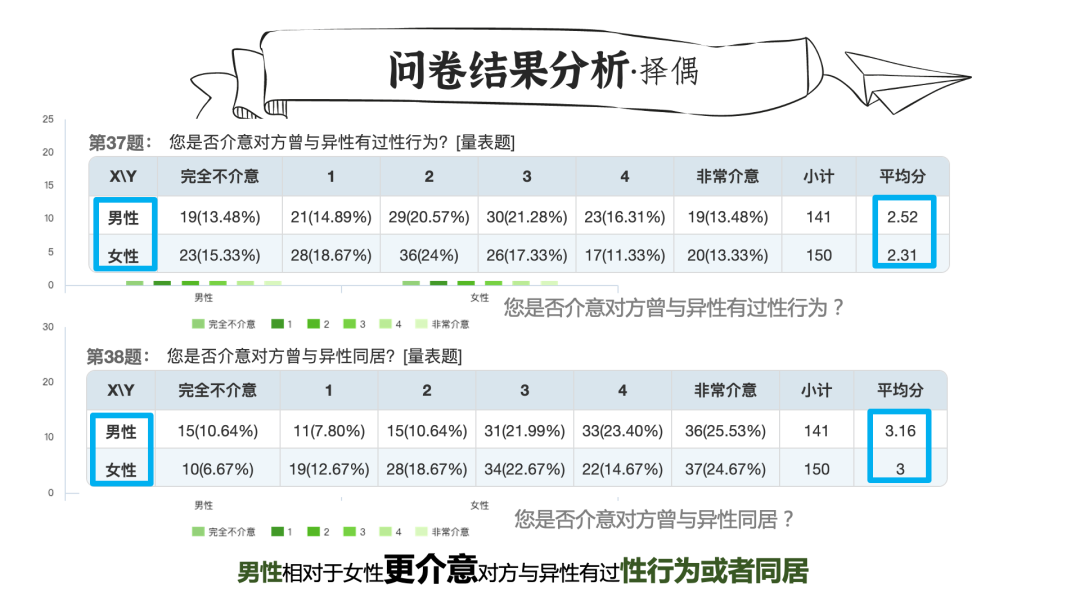 问卷结果分析·择偶
25
第37题： 您是否介意对方曾与异性有过性行为？[量表题]
20
X\Y 完全不介意 1 2 3 4 非常介意 小计 平均分
15
男性 19(13.48%) 21(14.89%) 29(20.57%) 30(21.28%) 23(16.31%) 19(13.48%) 141 2.52
10
女性 23(15.33%) 28(18.67%) 36(24%) 26(17.33%) 17(11.33%) 20(13.33%) 150 2.31
5
0
男性 女性
您是否介意对方曾与异性有过性行为？
完全不介意 1 2 3 4 非常介意
30
第38题： 您是否介意对方曾与异性同居？[量表题]
20
X\Y 完全不介意 1 2 3 4 非常介意 小计 平均分
男性 15(10.64%) 11(7.80%) 15(10.64%) 31(21.99%) 33(23.40%) 36(25.53%) 141 3.16
10
女性 10(6.67%) 19(12.67%) 28(18.67%) 34(22.67%) 22(14.67%) 37(24.67%) 150 3
0
男性 女性
您是否介意对方曾与异性同居？
完全不介意 1 2 3 4 非常介意
男性相对于女性更介意对方与异性有过性行为或者同居